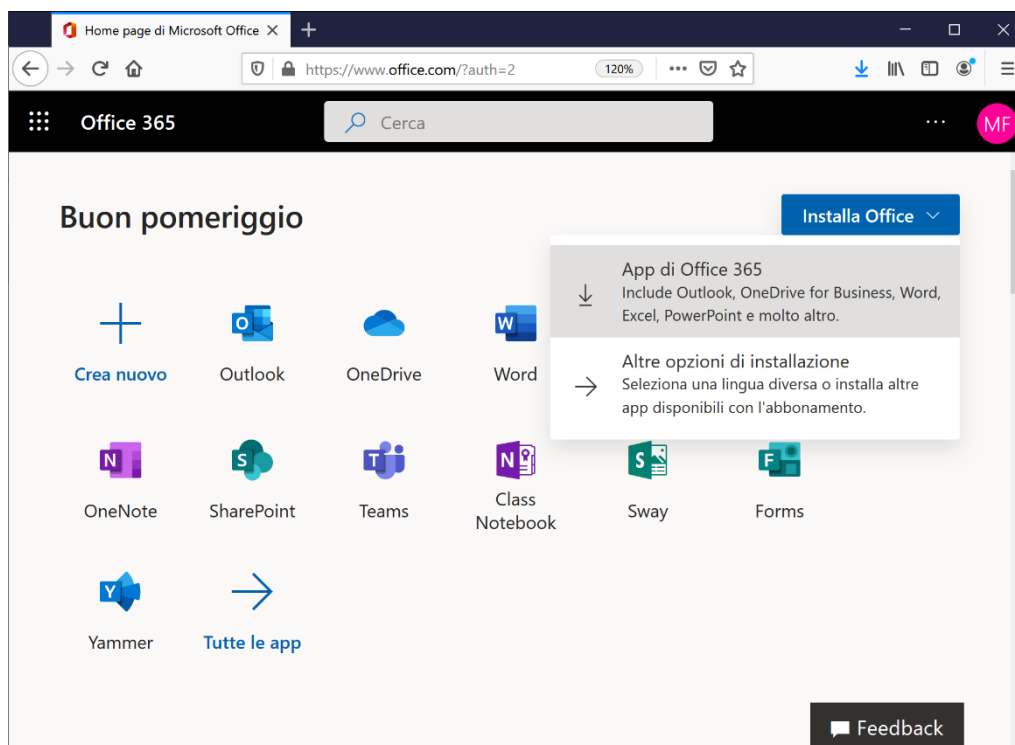 Home page di Microsoft Office
https://www.office.com/?auth=2
120%
Office 365
Cerca
MF
Buon pomeriggio
Installa Office
App di Office 365
Include Outlook, OneDrive for Business, Word,
Excel, PowerPoint e molto altro.
Altre opzioni di installazione
Seleziona una lingua diversa o installa altre
app disponibili con l'abbonamento.
Crea nuovo
Outlook
OneDrive
Word
OneNote
SharePoint
Teams
Class
Notebook
Sway
Forms
Yammer
Tutte le app
Feedback